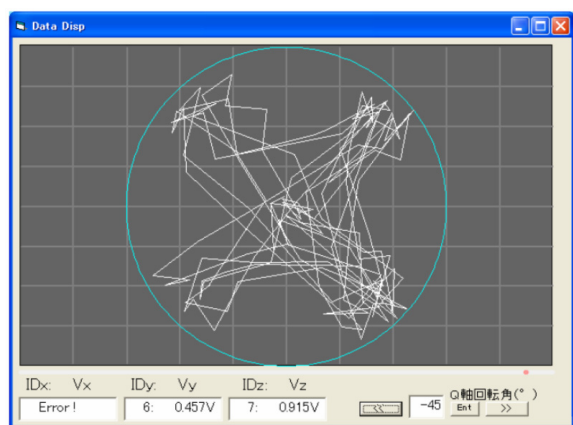 Data Disp
IDx: Vx IDy: Vy IDz: Vz
Q軸回転角(°)
Error! 6: 0.457V 7: 0.915V << -45 Ent >>